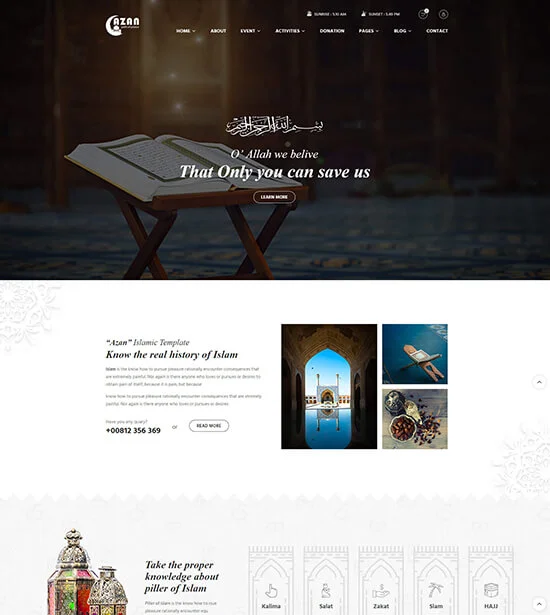 SUNRISE : 5.10 AM SUNSET : 5.45 PM
AZAN
HOME ABOUT EVENT ACTIVITIES DONATION PAGES BLOG CONTACT
بسم الله الرحمن الرحيم
O' Allah we belive
That Only you can save us
LEARN MORE
“Azan” Islamic Template
Know the real history of Islam
Islam is We know how to pursue pleasure rationally encounter consequences that
are extremely painful. Nor again is there anyone who loves or pursues or desires to
obtain pain of itself, because it is pain, but because
know how to pursue pleasure rationally encounter consequences that are extremely
painful. Nor again is there anyone who loves or pursues or desires
Have you any ques?
+00812 356 369 or READ MORE
Take the proper
knowledge about
piller of Islam
Piller of Islam is We know how to pursue
pleasure rationally encounter
Kalima Salat Zakat Siam HAJJ